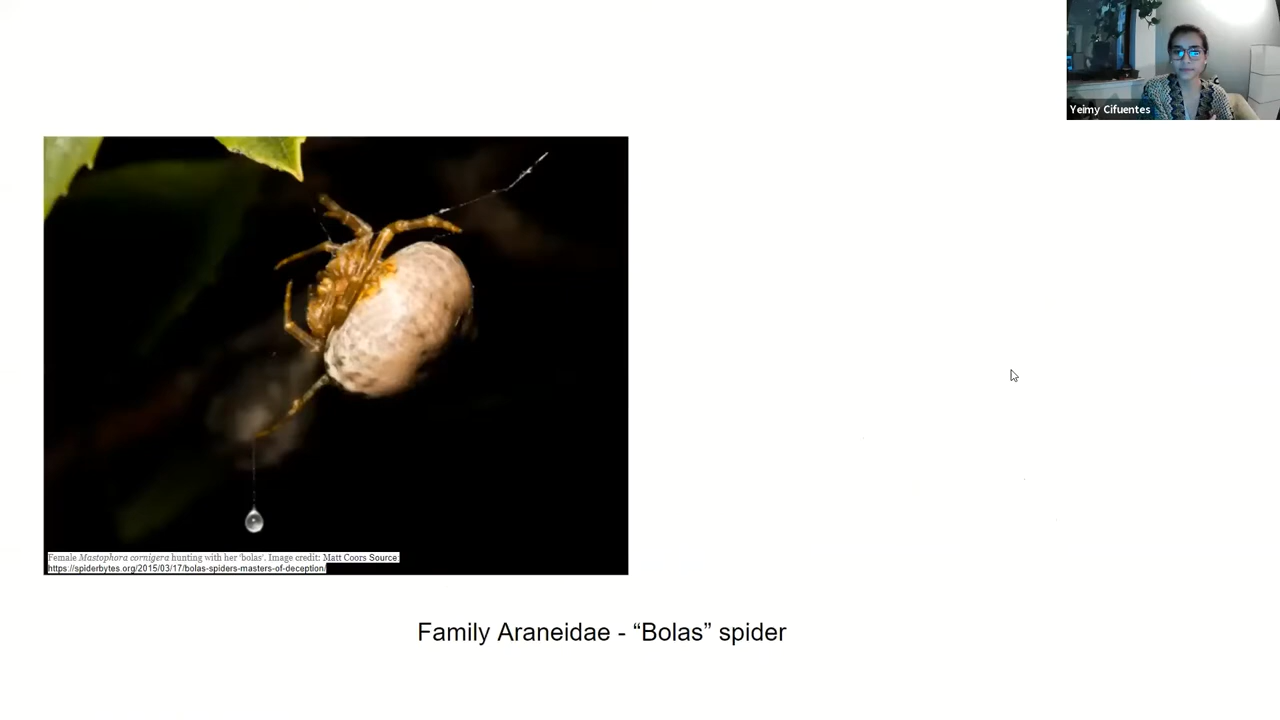 Yeimy Cifuentes
Female Mastophora cornigera hunting with her 'bolas'. Image credit: Matt Coors Source:
https://spiderbytes.org/2015/03/17/bolas-spiders-masters-of-deception/
Family Araneidae - “Bolas” spider